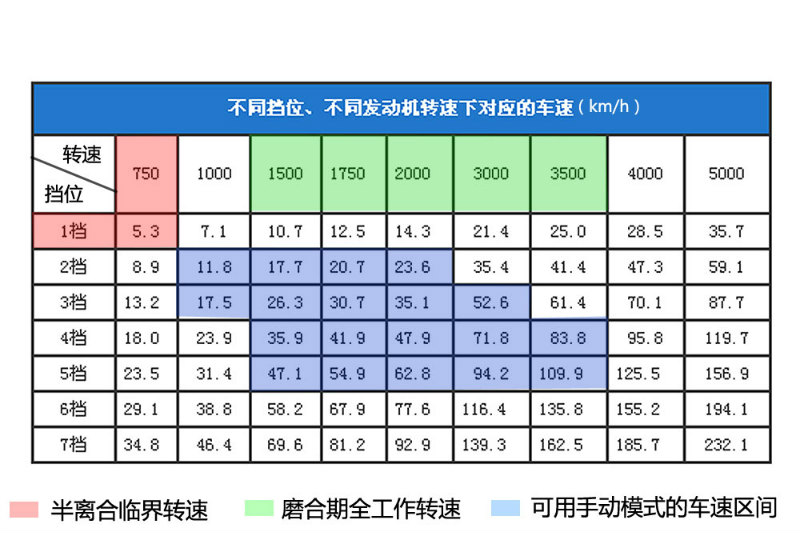 不同挡位、不同发动机转速下对应的车速（km/h）
转速
挡位
750 1000 1500 1750 2000 3000 3500 4000 5000
1档 5.3 7.1 10.7 12.5 14.3 21.4 25.0 28.5 35.7
2档 8.9 11.8 17.7 20.7 23.6 35.4 41.4 47.3 59.1
3档 13.2 17.5 26.3 30.7 35.1 52.6 61.4 70.1 87.7
4档 18.0 23.9 35.9 41.9 47.9 71.8 83.8 95.8 119.7
5档 23.5 31.4 47.1 54.9 62.8 94.2 109.9 125.5 156.9
6档 29.1 38.8 58.2 67.9 77.6 116.4 135.8 155.2 194.1
7档 34.8 46.4 69.6 81.2 92.9 139.3 162.5 185.7 232.1
半离合临界转速 磨合期全工作转速 可用手动模式的车速区间